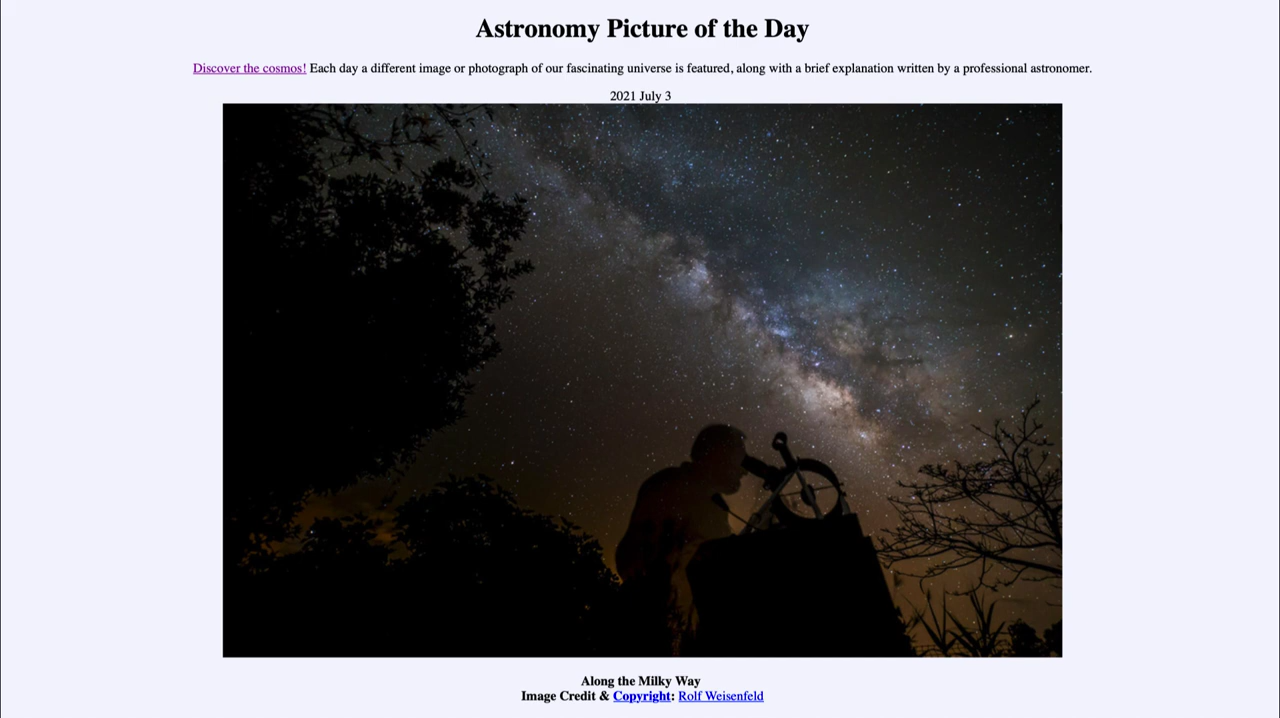 Astronomy Picture of the Day
Discover the cosmos! Each day a different image or photograph of our fascinating universe is featured, along with a brief explanation written by a professional astronomer.
2021 July 3
Along the Milky Way
Image Credit & Copyright: Rolf Weisenfeld